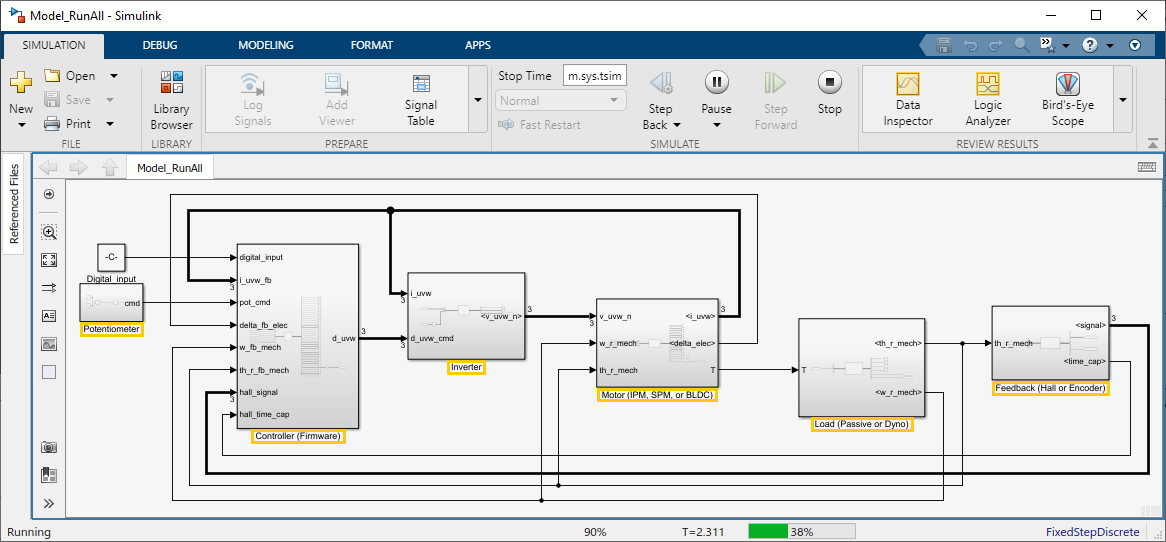 Model_RunAll - Simulink
SIMULATION DEBUG MODELING FORMAT APPS
New
Open
Save
Print
FILE
Library
Browser
LIBRARY
Log
Signals
Add
Viewer
Signal
Table
PREPARE
Stop Time m.sys.tsim
Normal
Fast Restart
Step
Back
Pause
Step
Forward
Stop
SIMULATE
Data
Inspector
Logic
Analyzer
Bird's-Eye
Scope
REVIEW RESULTS
Referenced Files
Model_RunAll
-C-
Digital_input
cmd
Potentiometer
digital_input
i_uvw_fb
3
pot_cmd
delta_fb_elec
w_fb_mech
th_r_fb_mech
hall_signal
3
hall_time_cap
d_uvw
3
Controller (Firmware)
i_uvw
3
d_uvw_cmd
3
<v_uvw_n>
3
Inverter
v_uvw_n
w_r_mech
th_r_mech
<i_uvw>
3
<delta_elec>
T
Motor (IPM, SPM, or BLDC)
T
<th_r_mech>
<w_r_mech>
Load (Passive or Dyno)
th_r_mech
<signal>
3
<time_cap>
Feedback (Hall or Encoder)
Running 90% T=2.311 38% FixedStepDiscrete